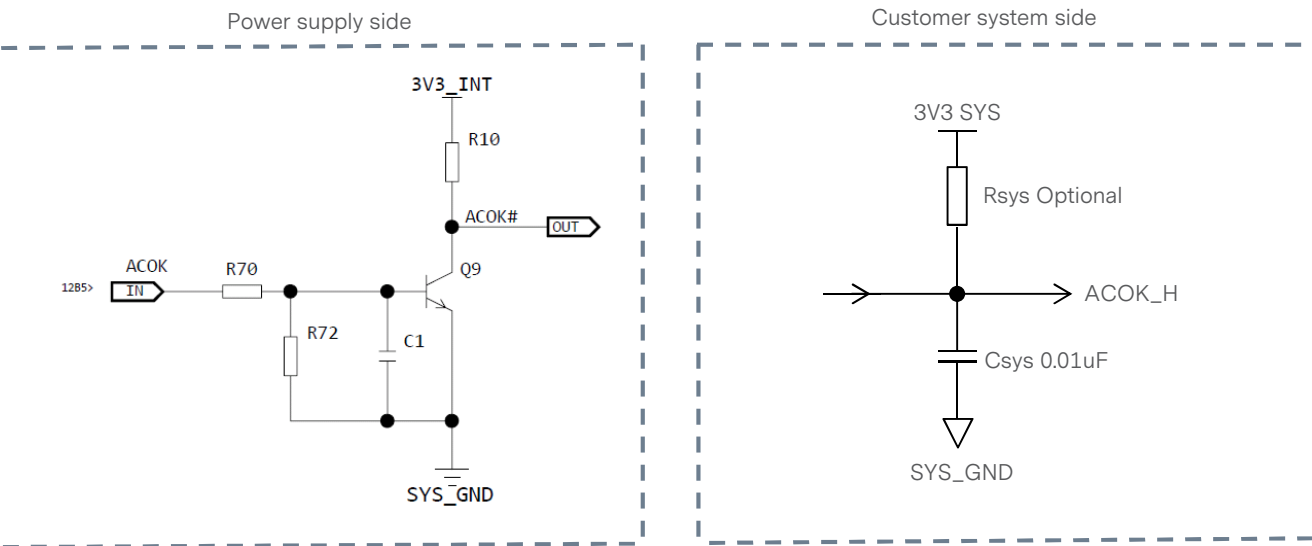 Power supply side
3V3_INT
R10
ACOK#
OUT
Q9
ACOK
R70
12B5>
IN
R72
C1
SYS_GND
Customer system side
3V3 SYS
Rsys Optional
ACOK_H
Csys 0.01uF
SYS_GND